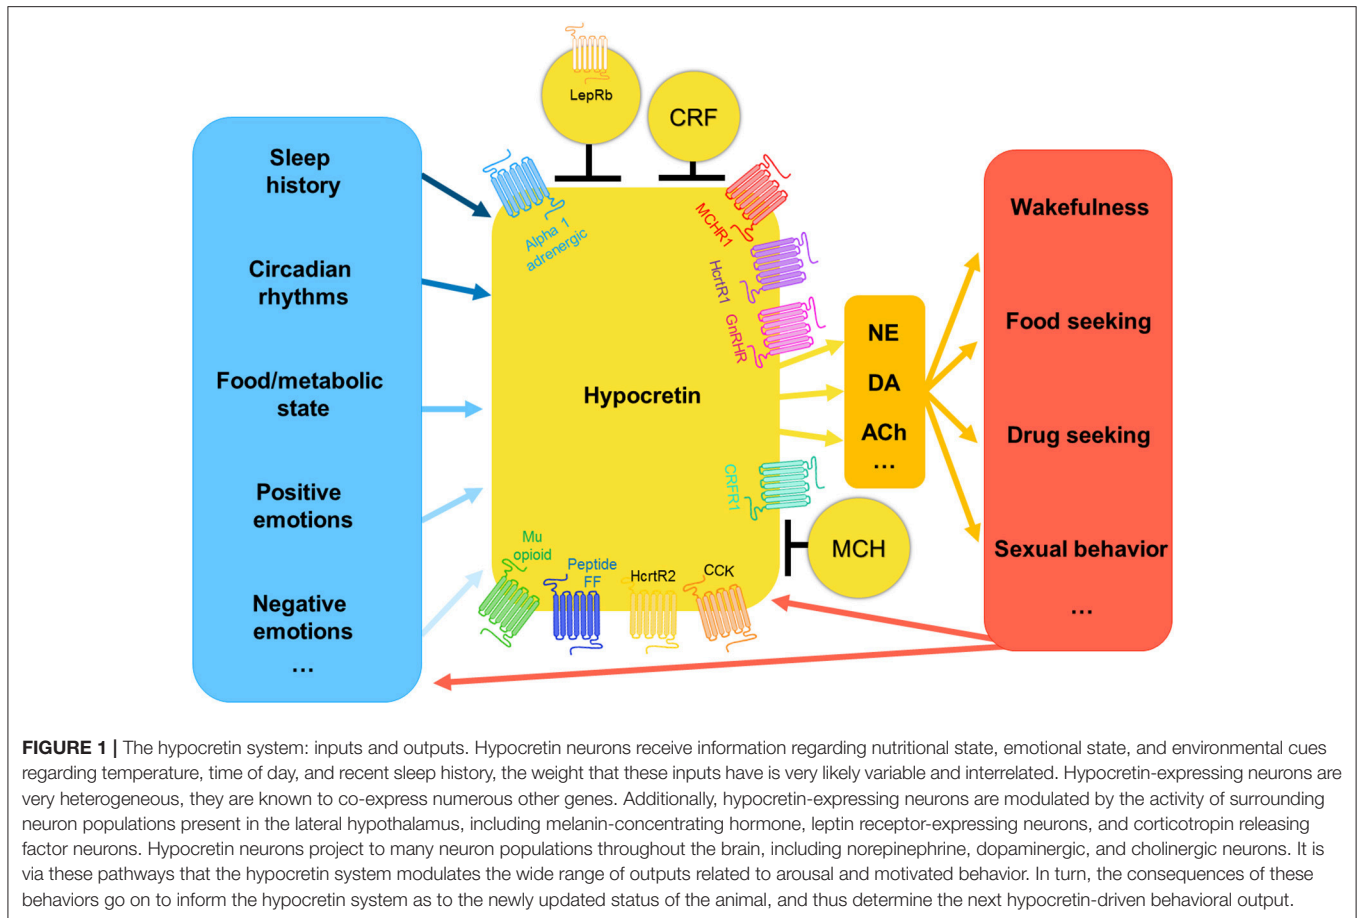 LepRb
CRF
Sleep
history
Circadian
rhythms
Food/metabolic
state
Positive
emotions
Negative
emotions
...
Alpha 1
adrenergic
MCHR1
HcrtR1
GnRHR
Hypocretin
CRFR1
MCH
Mu
opioid
Peptide
FF
HcrtR2
CCK
NE
DA
ACh
...
Wakefulness
Food seeking
Drug seeking
Sexual behavior
...
FIGURE 1 | The hypocretin system: inputs and outputs. Hypocretin neurons receive information regarding nutritional state, emotional state, and environmental cues
regarding temperature, time of day, and recent sleep history, the weight that these inputs have is very likely variable and interrelated. Hypocretin-expressing neurons are
very heterogeneous, they are known to co-express numerous other genes. Additionally, hypocretin-expressing neurons are modulated by the activity of surrounding
neuron populations present in the lateral hypothalamus, including melanin-concentrating hormone, leptin receptor-expressing neurons, and corticotropin releasing
factor neurons. Hypocretin neurons project to many neuron populations throughout the brain, including norepinephrine, dopaminergic, and cholinergic neurons. It is
via these pathways that the hypocretin system modulates the wide range of outputs related to arousal and motivated behavior. In turn, the consequences of these
behaviors go on to inform the hypocretin system as to the newly updated status of the animal, and thus determine the next hypocretin-driven behavioral output.